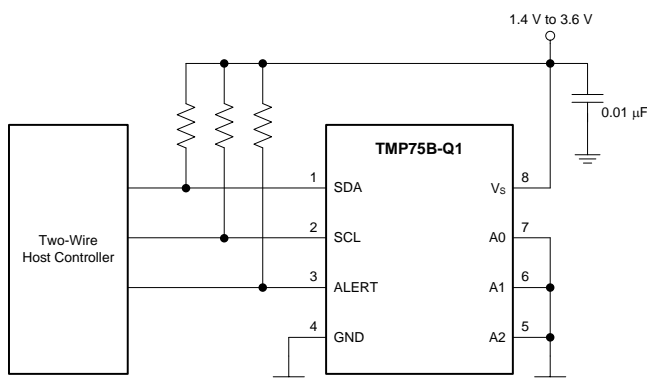 1.4 V to 3.6 V
0.01 μF
TMP75B-Q1
Two-Wire
Host Controller
1
SDA
2
SCL
3
ALERT
4
GND
VS
8
A0
7
A1
6
A2
5